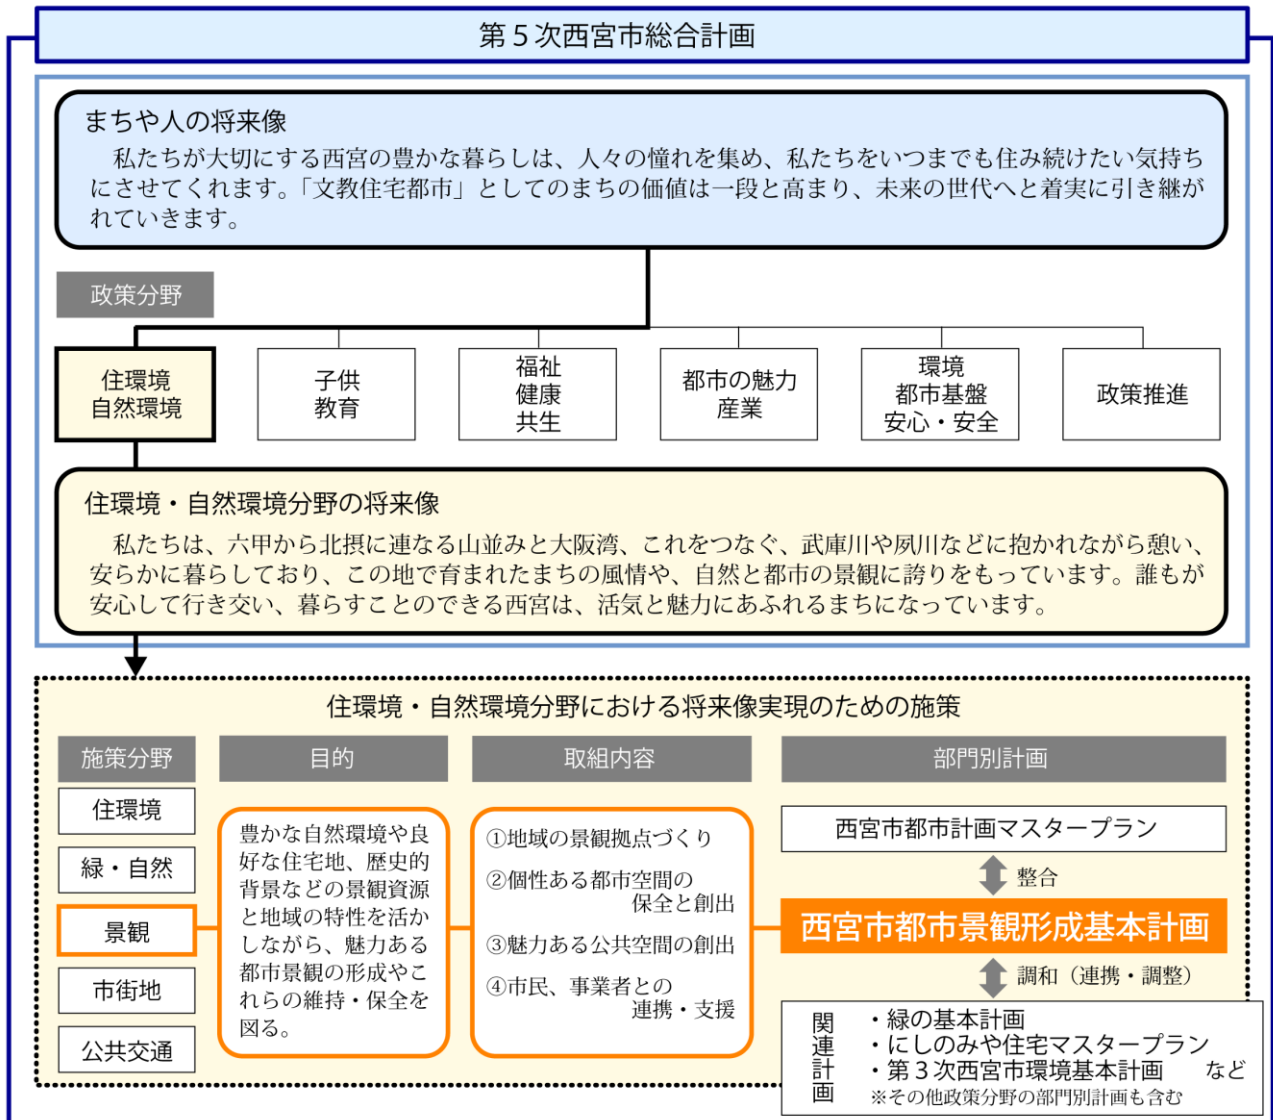 第5次西宮市総合計画
まちや人の将来像
私たちが大切にする西宮の豊かな暮らしは、人々の憧れを集め、私たちをいつまでも住み続けたい気持ち
にさせてくれます。「文教住宅都市」としてのまちの価値は一段と高まり、未来の世代へと着実に引き継が
れていきます。
政策分野
住環境
自然環境
子供
教育
福祉
健康
共生
都市の魅力
産業
環境
都市基盤
安心・安全
政策推進
住環境・自然環境分野の将来像
私たちは、六甲から北摂に連なる山並みと大阪湾、これをつなぐ、武庫川や夙川などに抱かれながら憩い、
安らかに暮らしており、この地で育まれたまちの風情や、自然と都市の景観に誇りをもっています。誰もが
安心して行き交い、暮らすことのできる西宮は、活気と魅力にあふれるまちになっています。
住環境・自然環境分野における将来像実現のための施策
施策分野
住環境
緑・自然
景観
市街地
公共交通
目的
豊かな自然環境や良
好な住宅地、歴史的
背景などの景観資源
と地域の特性を活か
しながら、魅力ある
都市景観の形成やこ
れらの維持・保全を
図る。
取組内容
①地域の景観拠点づくり
②個性ある都市空間の
保全と創出
③魅力ある公共空間の創出
④市民、事業者との
連携・支援
部門別計画
西宮市都市計画マスタープラン
整合
西宮市都市景観形成基本計画
調和（連携・調整）
関連計画
・緑の基本計画
・にしのみや住宅マスタープラン
・第3次西宮市環境基本計画 など
※その他政策分野の部門別計画も含む